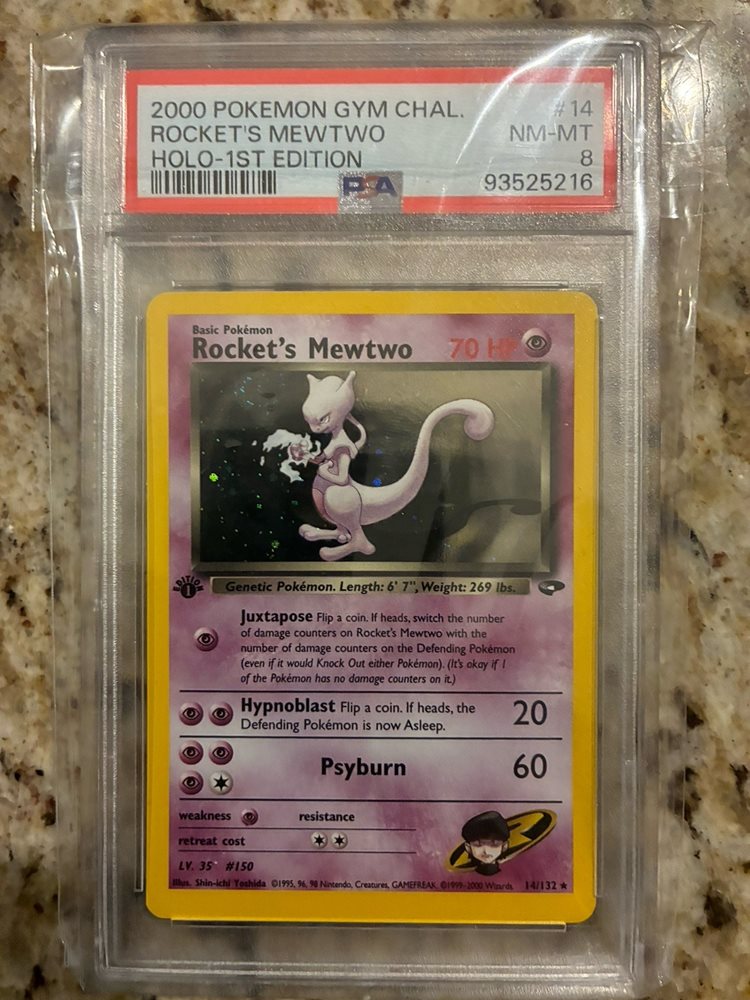 2000 POKEMON GYM CHAL. #14
ROCKET'S MEWTWO NM-MT
HOLO-1ST EDITION 8
PSA 93525216
Basic Pokémon
Rocket's Mewtwo 70 HP
EDITION
1
Genetic Pokémon. Length: 6' 7", Weight: 269 lbs.
Juxtapose Flip a coin. If heads, switch the number
of damage counters on Rocket's Mewtwo with the
number of damage counters on the Defending Pokémon
(even if it would Knock Out either Pokémon). (It's okay if 1
of the Pokémon has no damage counters on it.)
Hypnoblast Flip a coin. If heads, the
Defending Pokémon is now Asleep. 20
Psyburn 60
weakness resistance
retreat cost
LV. 35 #150
Illus. Shin-ichi Yoshida ©1995, 96, 98 Nintendo, Creatures, GAMEFREAK. ©1999-2000 Wizards. 14/132 ★